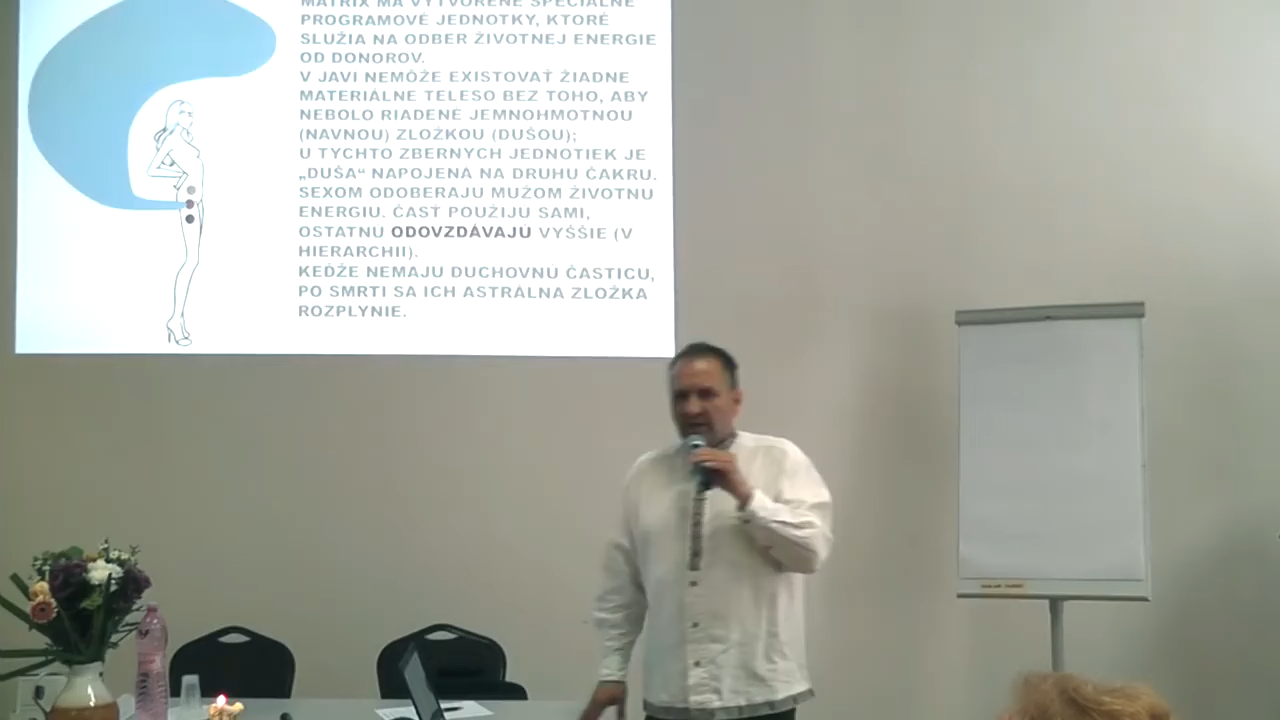 MATRIX MÁ VYTVORENÉ ŠPECIÁLNE
PROGRAMOVÉ JEDNOTKY, KTORÉ
SLÚŽIA NA ODBER ŽIVOTNEJ ENERGIE
OD DONOROV.
V JAVI NEMÔŽE EXISTOVAŤ ŽIADNE
MATERIÁLNE TELESO BEZ TOHO, ABY
NEBOLO RIADENÉ JEMNOHMOTNOU
(NAVNOU) ZLOŽKOU (DUŠOU);
U TÝCHTO ZBERNÝCH JEDNOTIEK JE
„DUŠA“ NAPOJENÁ NA DRUHÚ ČAKRU.
SEXOM ODOBERAJÚ MUŽOM ŽIVOTNÚ
ENERGIU. ČASŤ POUŽIJÚ SAMI,
OSTATNÚ ODOVZDÁVAJÚ VYŠŠIE (V
HIERARCHII).
KEĎŽE NEMAJÚ DUCHOVNÚ ČASTICU,
PO SMRTI SA ICH ASTRÁLNA ZLOŽKA
ROZPLYNIE.